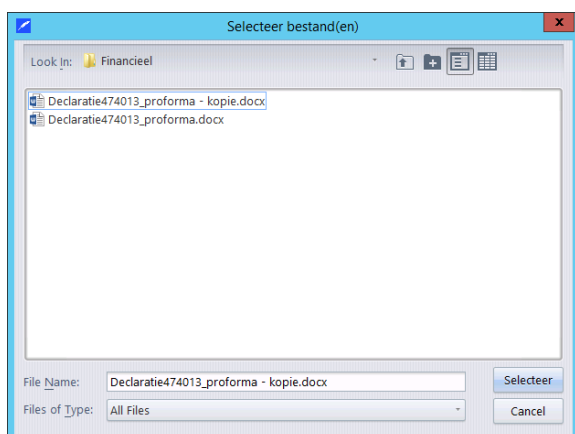 Selecteer bestand(en)
x
Look In: Financieel
Declaratie474013_proforma - kopie.docx
Declaratie474013_proforma.docx
File Name: Declaratie474013_proforma - kopie.docx
Selecteer
Files of Type: All Files
Cancel